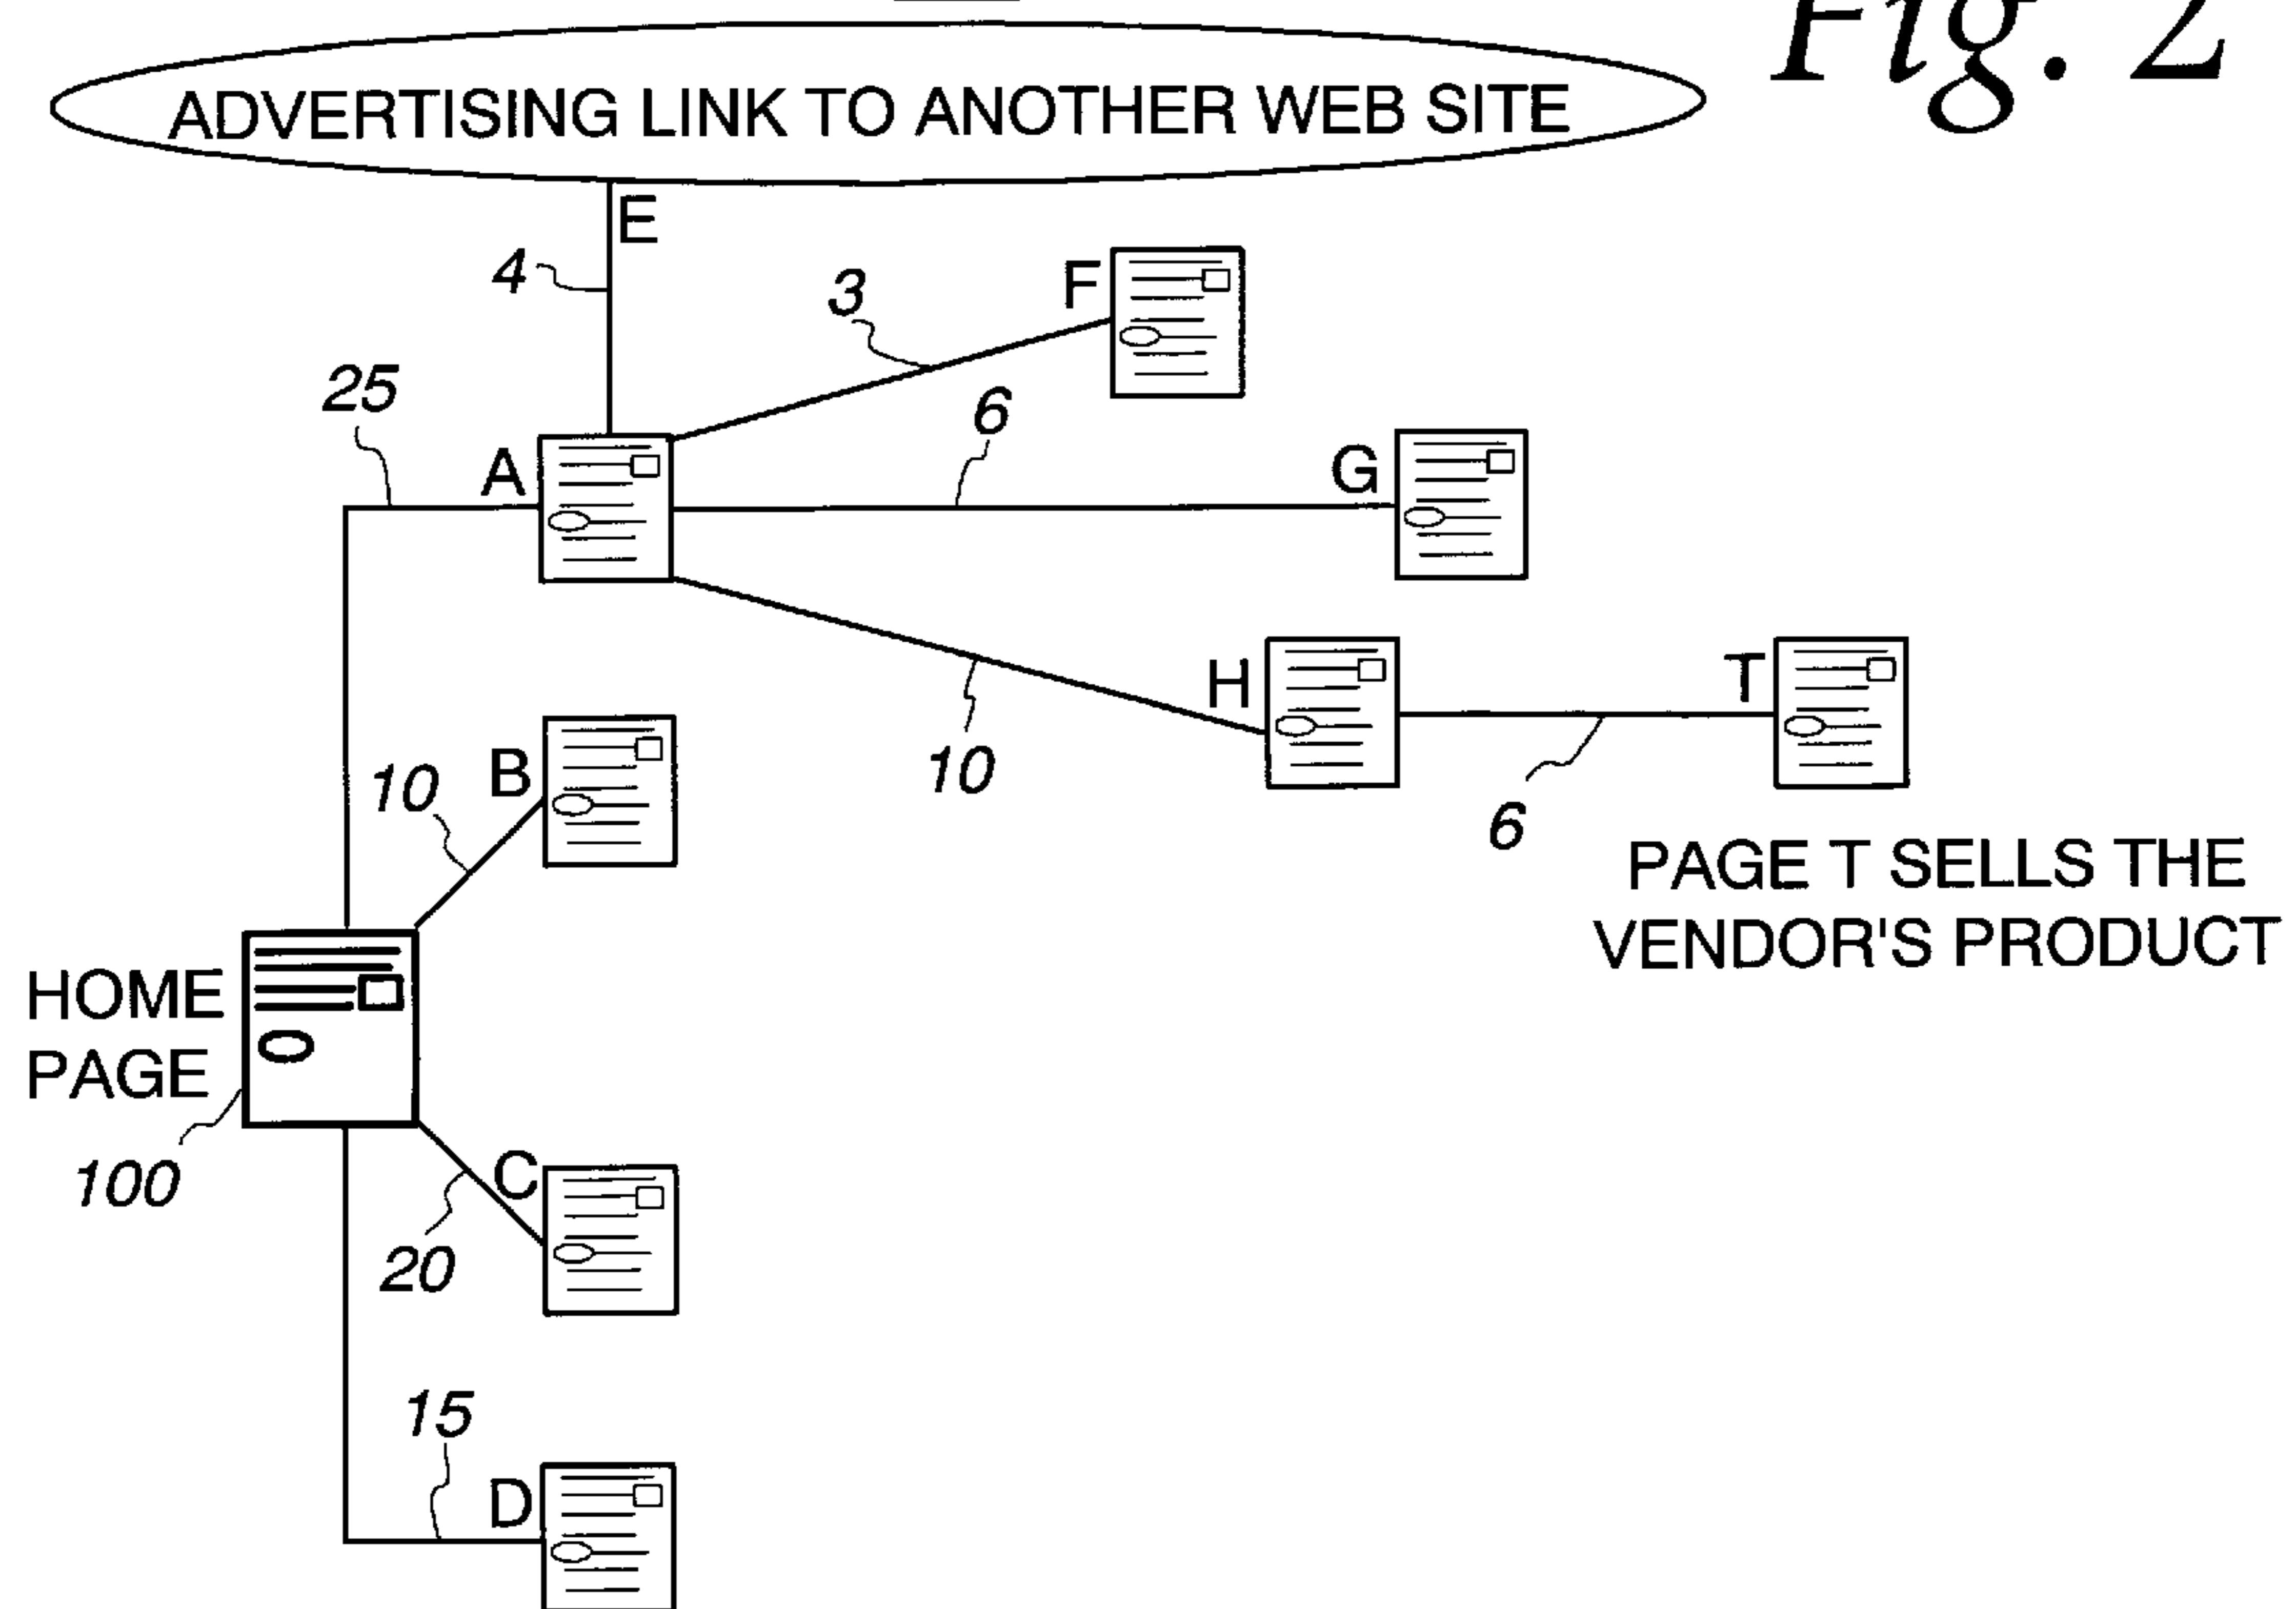 Fig. 2
ADVERTISING LINK TO ANOTHER WEB SITE
E
4
F
3
25
6
A
G
H
T
10
B
10
6
PAGE T SELLS THE
VENDOR'S PRODUCT
HOME
PAGE
100
C
20
15
D